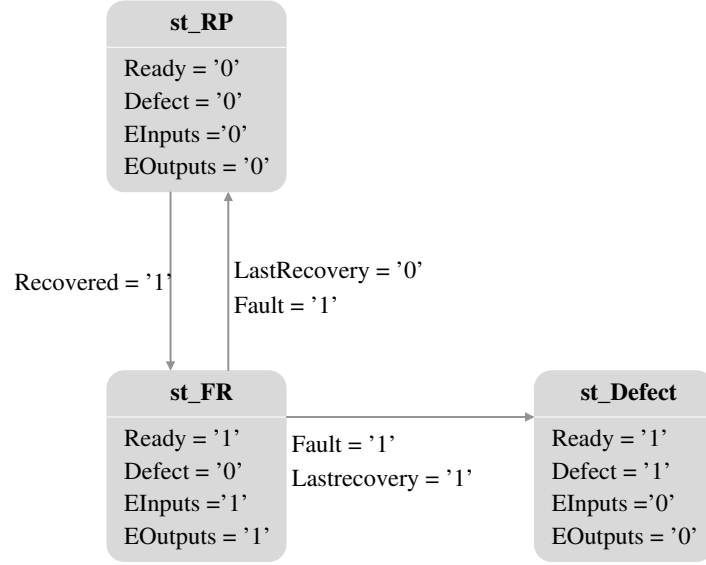 st_RP
Ready = ’0’
Defect = ’0’
EInputs =’0’
EOutputs = ’0’
Recovered = ’1’
LastRecovery = ’0’
Fault = ’1’
st_FR
Ready = ’1’
Defect = ’0’
EInputs =’1’
EOutputs = ’1’
Fault = ’1’
Lastrecovery = ’1’
st_Defect
Ready = ’1’
Defect = ’1’
EInputs =’0’
EOutputs = ’0’